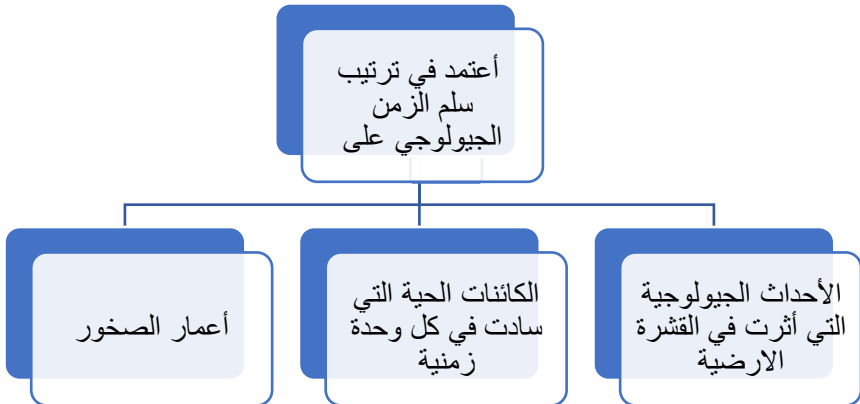 أعتمد في ترتيب
سلم الزمن
الجيولوجي على
الأحداث الجيولوجية
التي أثرت في القشرة
الارضية
الكائنات الحية التي
سادت في كل وحدة
زمنية
أعمار الصخور